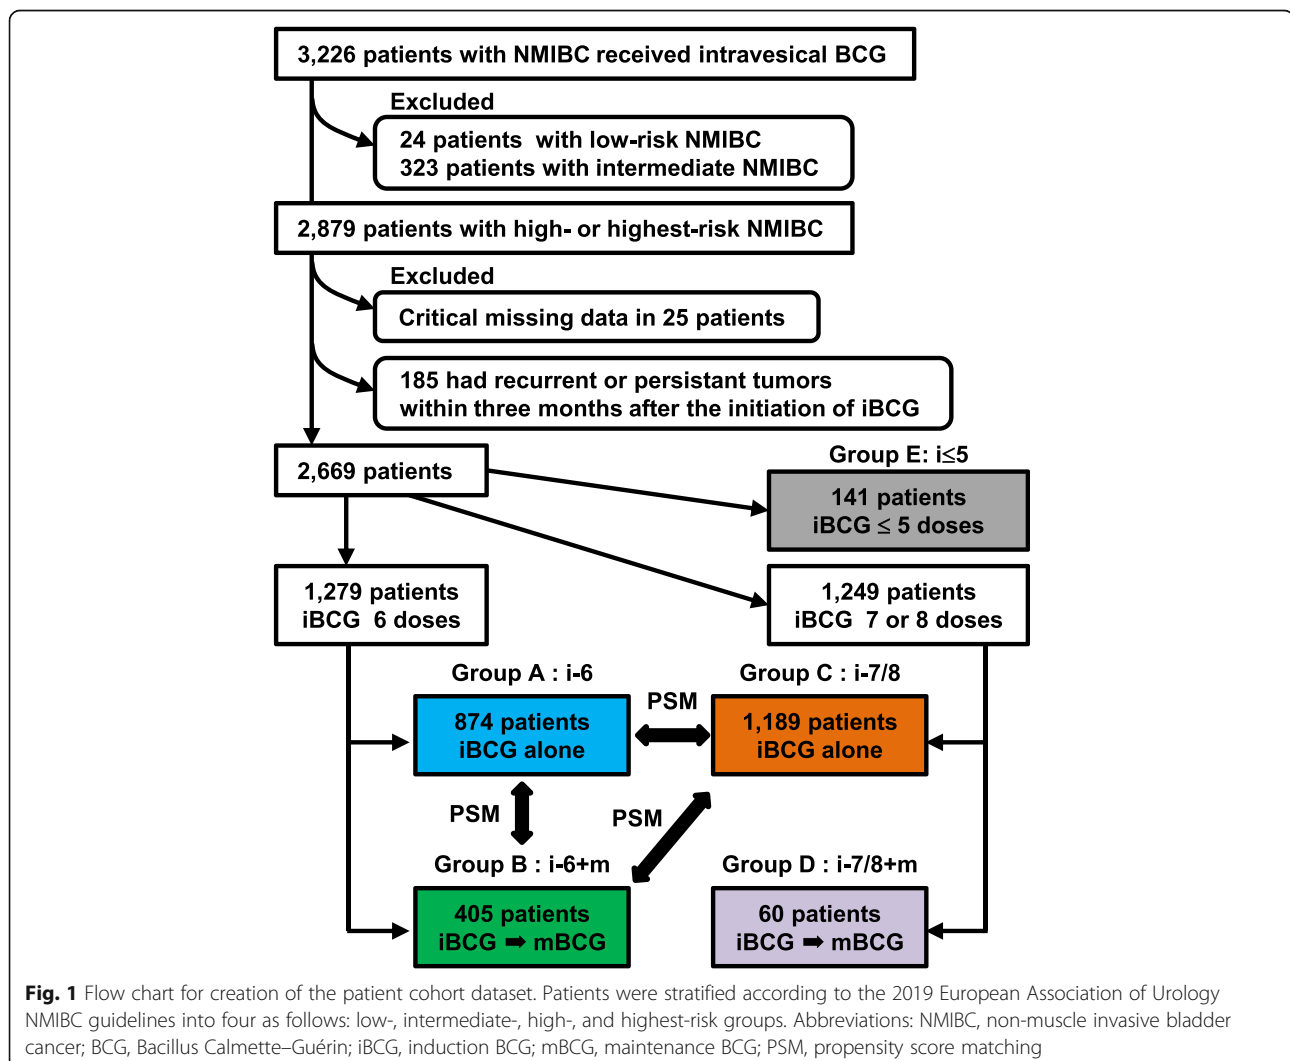 3,226 patients with NMIBC received intravesical BCG
Excluded
24 patients with low-risk NMIBC
323 patients with intermediate NMIBC
2,879 patients with high- or highest-risk NMIBC
Excluded
Critical missing data in 25 patients
185 had recurrent or persistant tumors
within three months after the initiation of iBCG
2,669 patients
Group E: i≤5
141 patients
iBCG ≤ 5 doses
1,279 patients
iBCG 6 doses
1,249 patients
iBCG 7 or 8 doses
Group A : i-6
874 patients
iBCG alone
PSM
Group C : i-7/8
1,189 patients
iBCG alone
PSM
PSM
Group B : i-6+m
405 patients
iBCG ➡ mBCG
Group D : i-7/8+m
60 patients
iBCG ➡ mBCG
Fig. 1 Flow chart for creation of the patient cohort dataset. Patients were stratified according to the 2019 European Association of Urology
NMIBC guidelines into four as follows: low-, intermediate-, high-, and highest-risk groups. Abbreviations: NMIBC, non-muscle invasive bladder
cancer; BCG, Bacillus Calmette–Guérin; iBCG, induction BCG; mBCG, maintenance BCG; PSM, propensity score matching